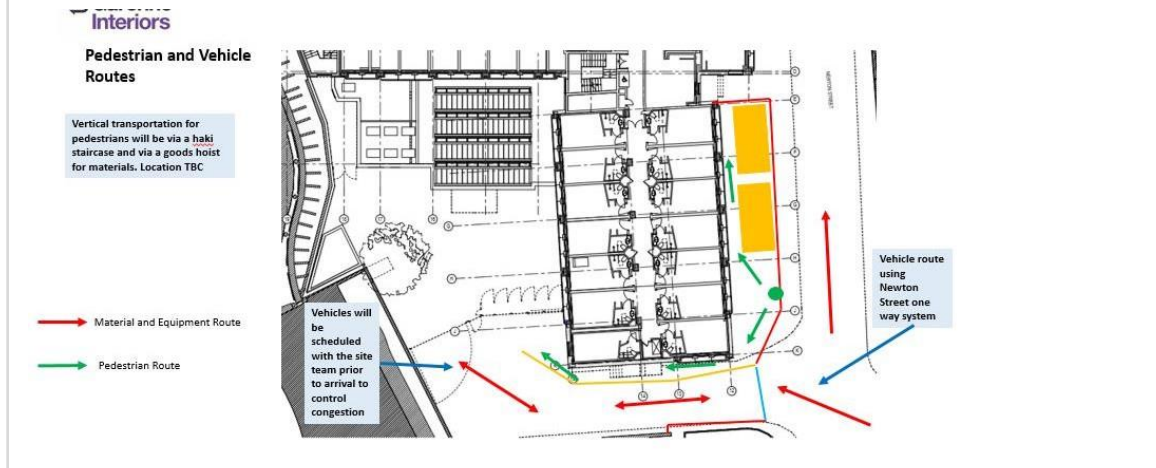 Interiors
Pedestrian and Vehicle
Routes
Vertical transportation for
pedestrians will be via a haki
staircase and via a goods hoist
for materials. Location TBC
NEWTON STREET
Vehicle route
using
Newton
Street one
way system
Vehicles will
be
scheduled
with the site
team prior
to arrival to
control
congestion
Material and Equipment Route
Pedestrian Route